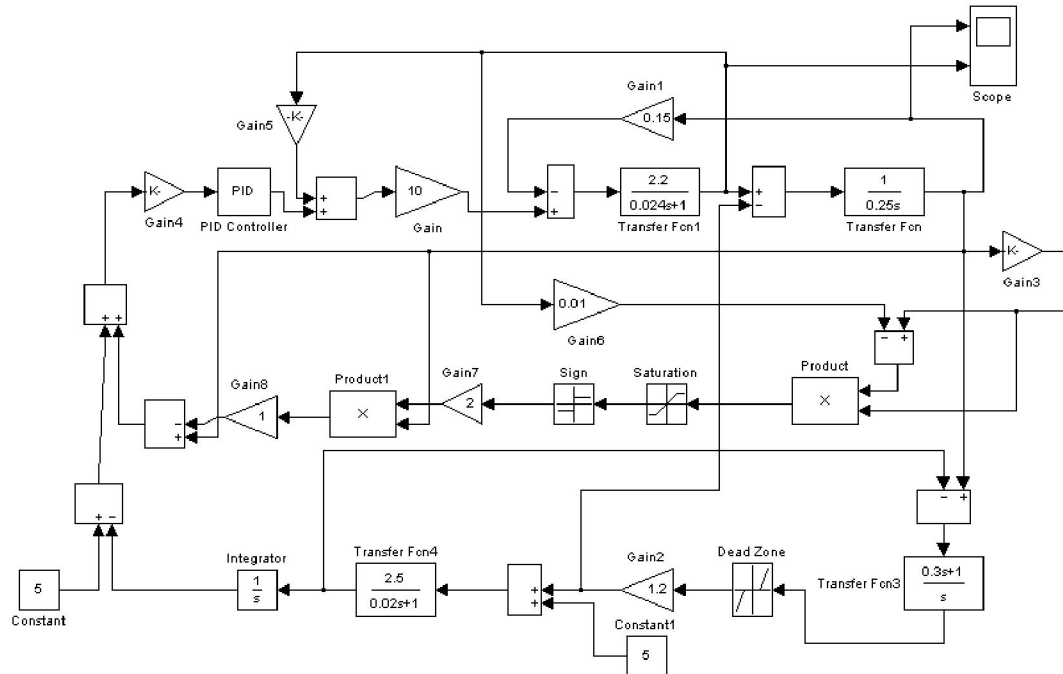 Scope
Gain1
0.15
-K-
Gain5
K-
Gain4
PID
PID Controller
+
+
10
Gain
-
+
2.2
0.024s+1
Transfer Fcn1
+
-
1
0.25s
Transfer Fcn
K-
Gain3
0.01
Gain6
- +
++
Gain8
1
Product1
×
Gain7
2
Sign
Saturation
Product
×
-
+
- +
+ -
Integrator
1
s
Transfer Fcn4
2.5
0.02s+1
+
+
Gain2
1.2
Dead Zone
Transfer Fcn3
0.3s+1
s
5
Constant
Constant1
5